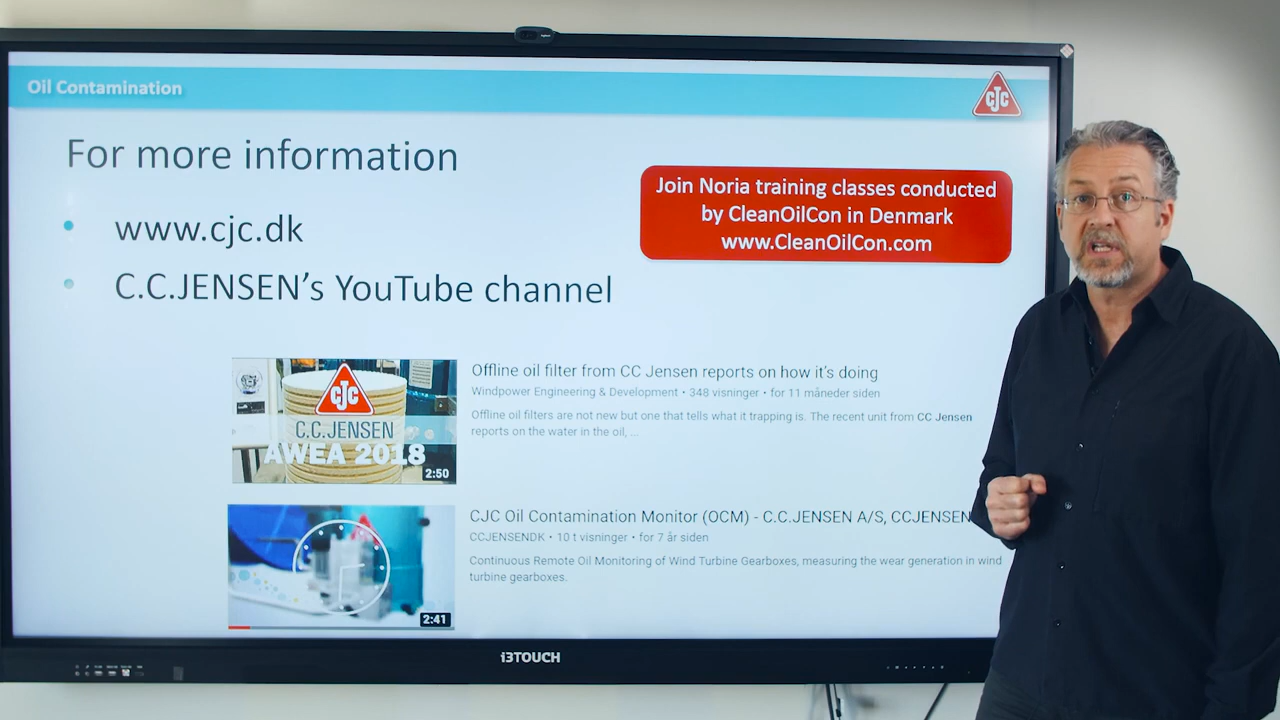 Oil Contamination
CJC
For more information
Join Noria training classes conducted
by CleanOilCon in Denmark
www.CleanOilCon.com
• www.cjc.dk
• C.C.JENSEN’s YouTube channel
CJC
C.C.JENSEN
AWEA 2018
2:50
Offline oil filter from CC Jensen reports on how it’s doing
Windpower Engineering & Development • 348 visninger • for 11 måneder siden
Offline oil filters are not new but one that tells what it trapping is. The recent unit from CC Jensen
reports on the water in the oil, ...
2:41
CJC Oil Contamination Monitor (OCM) - C.C.JENSEN A/S, CCJENSEN
CCJENSENDK • 10 t visninger • for 7 år siden
Continuous Remote Oil Monitoring of Wind Turbine Gearboxes, measuring the wear generation in wind
turbine gearboxes.
i3TOUCH